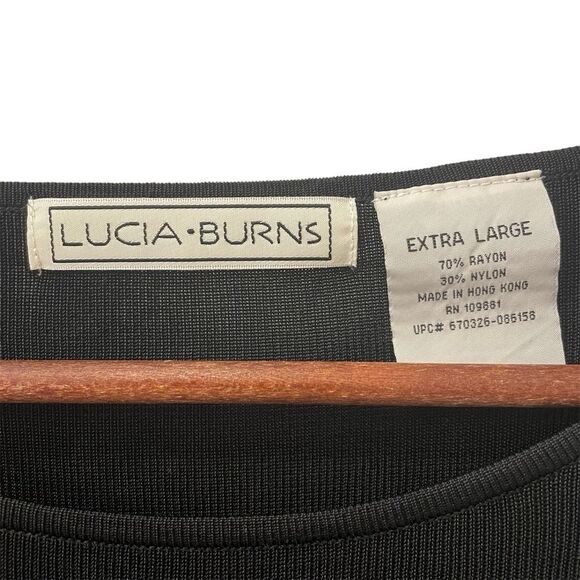 LUCIA•BURNS
EXTRA LARGE
70% RAYON
30% NYLON
MADE IN HONG KONG
RN 109881
UPC# 670326-086158